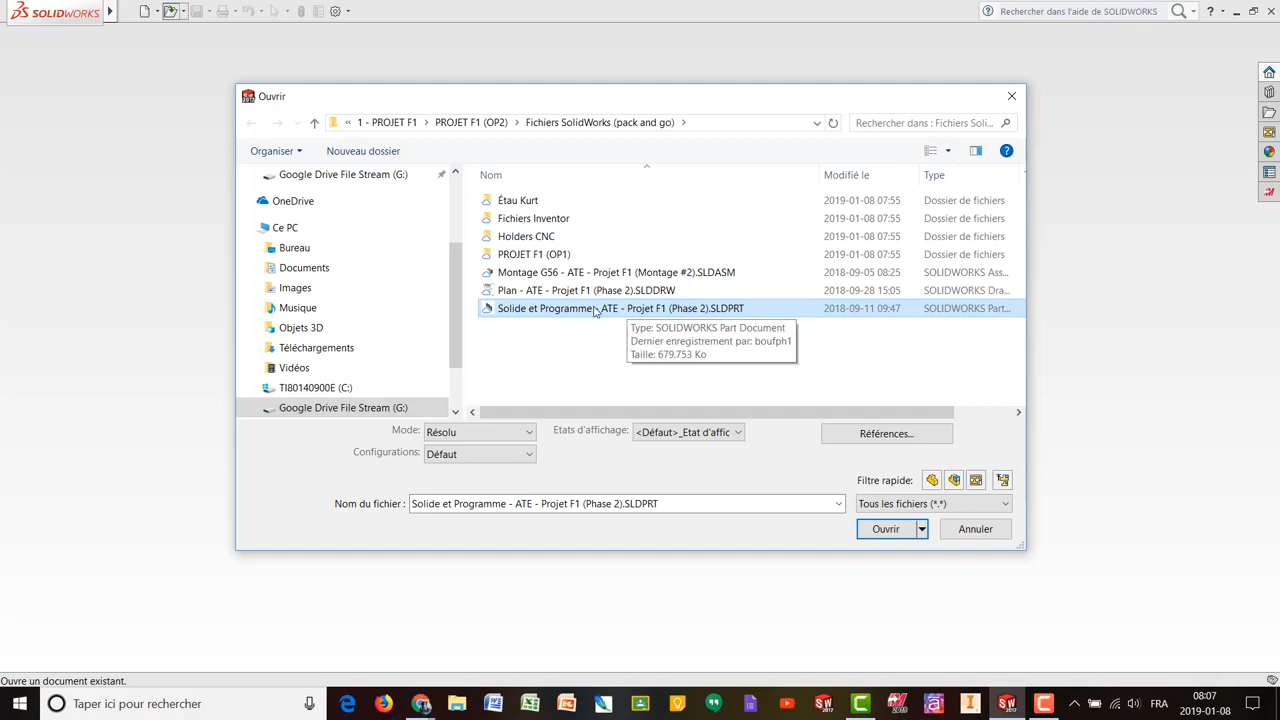 SOLIDWORKS
Rechercher dans l'aide de SOLIDWORKS
Ouvrir
« 1 - PROJET F1 > PROJET F1 (OP2) > Fichiers SolidWorks (pack and go) >
Rechercher dans : Fichiers Soli...
Organiser
Nouveau dossier
Google Drive File Stream (G:)
OneDrive
Ce PC
Bureau
Documents
Images
Musique
Objets 3D
Téléchargements
Vidéos
TI80140900E (C:)
Google Drive File Stream (G:)
Nom Modifié le Type
Étau Kurt 2019-01-08 07:55 Dossier de fichiers
Fichiers Inventor 2019-01-08 07:55 Dossier de fichiers
Holders CNC 2019-01-08 07:55 Dossier de fichiers
PROJET F1 (OP1) 2019-01-08 07:55 Dossier de fichiers
Montage G56 - ATE - Projet F1 (Montage #2).SLDASM 2018-09-05 08:25 SOLIDWORKS Ass...
Plan - ATE - Projet F1 (Phase 2).SLDDRW 2018-09-28 15:05 SOLIDWORKS Dra...
Solide et Programme - ATE - Projet F1 (Phase 2).SLDPRT 2018-09-11 09:47 SOLIDWORKS Part...
Type: SOLIDWORKS Part Document
Dernier enregistrement par: boufph1
Taille: 679.753 Ko
Mode: Résolu
Etats d'affichage: <Défaut>_Etat d'affic
Références...
Configurations: Défaut
Filtre rapide:
Nom du fichier : Solide et Programme - ATE - Projet F1 (Phase 2).SLDPRT
Tous les fichiers (*.*)
Ouvrir
Annuler
Ouvre un document existant.
Taper ici pour rechercher
FR
08:07
2019-01-08